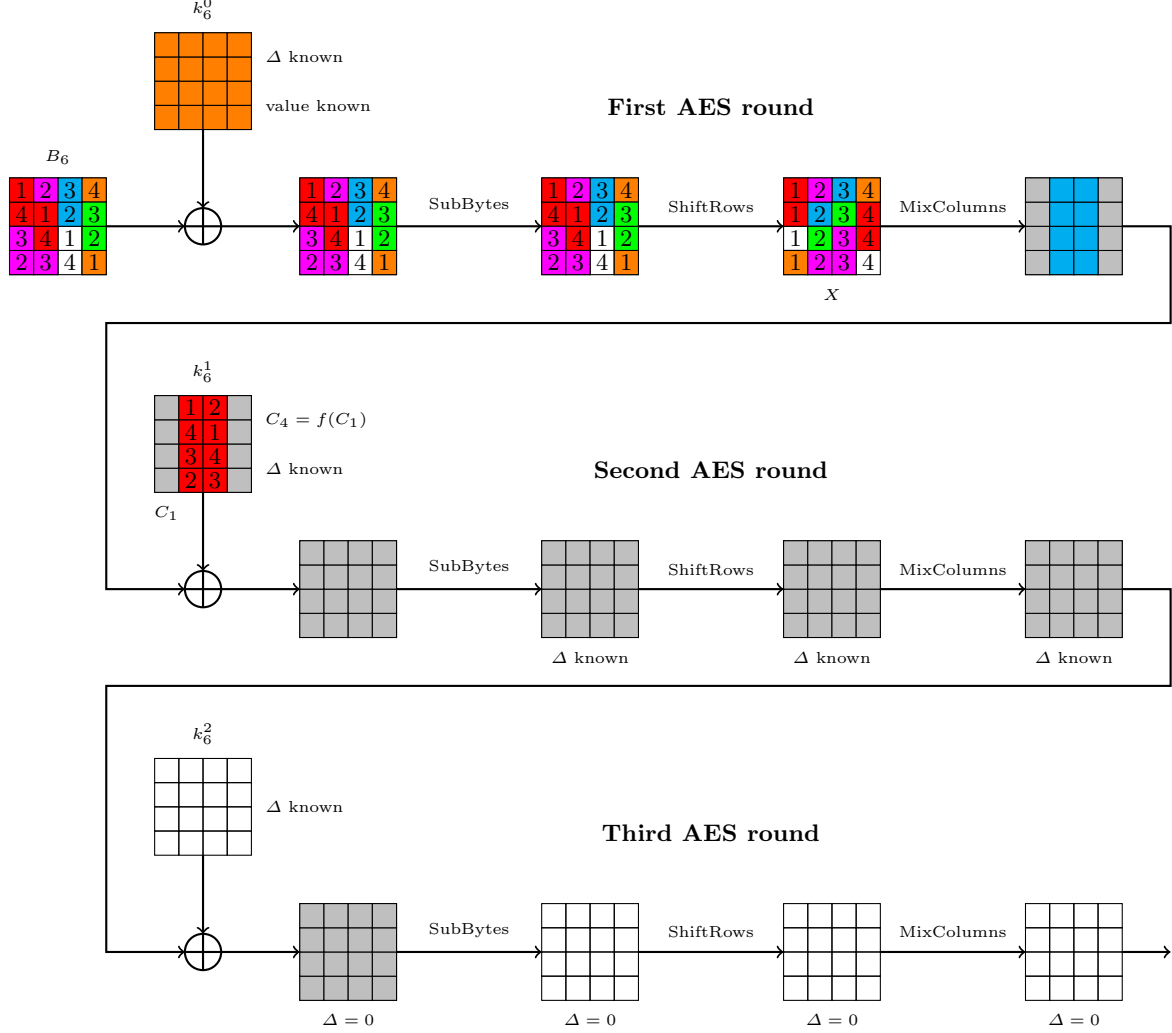 k_6^0
Δ known
value known
First AES round
B_6
1 2 3 4
4 1 2 3
3 4 1 2
2 3 4 1
1 2 3 4
4 1 2 3
3 4 1 2
2 3 4 1
SubBytes
1 2 3 4
4 1 2 3
3 4 1 2
2 3 4 1
ShiftRows
1 2 3 4
1 2 3 4
1 2 3 4
1 2 3 4
X
MixColumns
k_6^1
1 2
4 1
3 4
2 3
C_4 = f(C_1)
Δ known
C_1
Second AES round
SubBytes
ShiftRows
MixColumns
Δ known
Δ known
Δ known
k_6^2
Δ known
Third AES round
SubBytes
ShiftRows
MixColumns
Δ = 0
Δ = 0
Δ = 0
Δ = 0